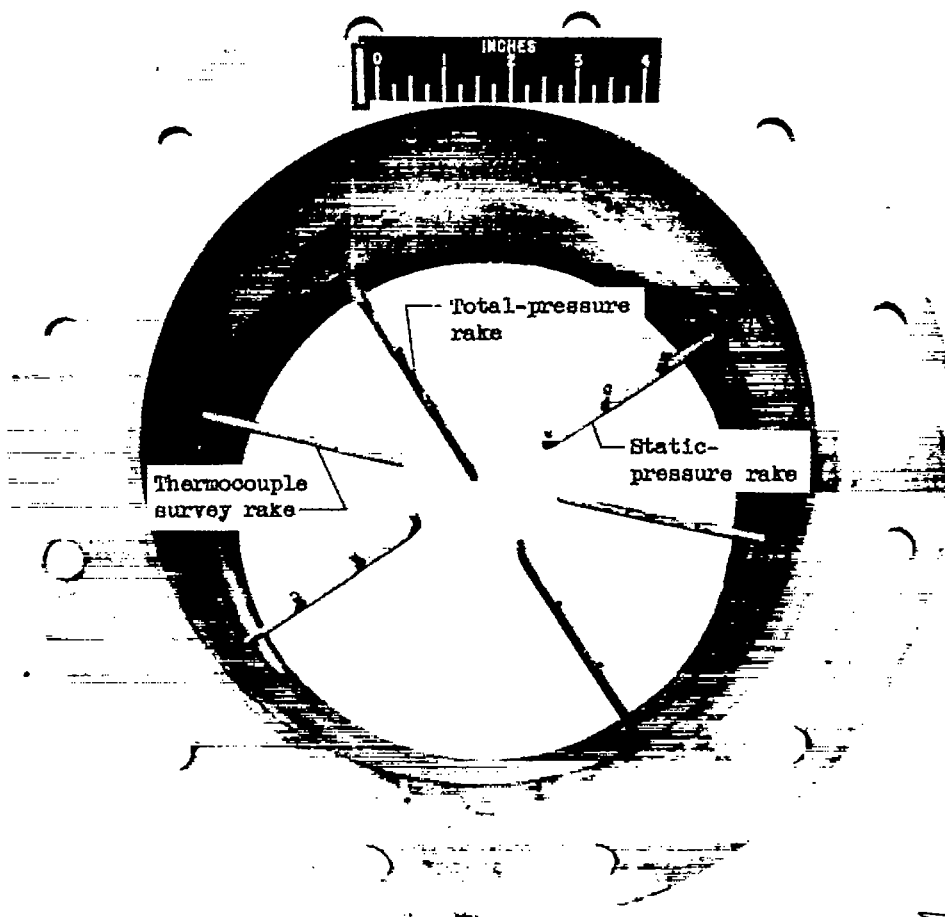 INCHES
0 1 2 3 4
Total-pressure
rake
Static-
pressure rake
Thermocouple
survey rake